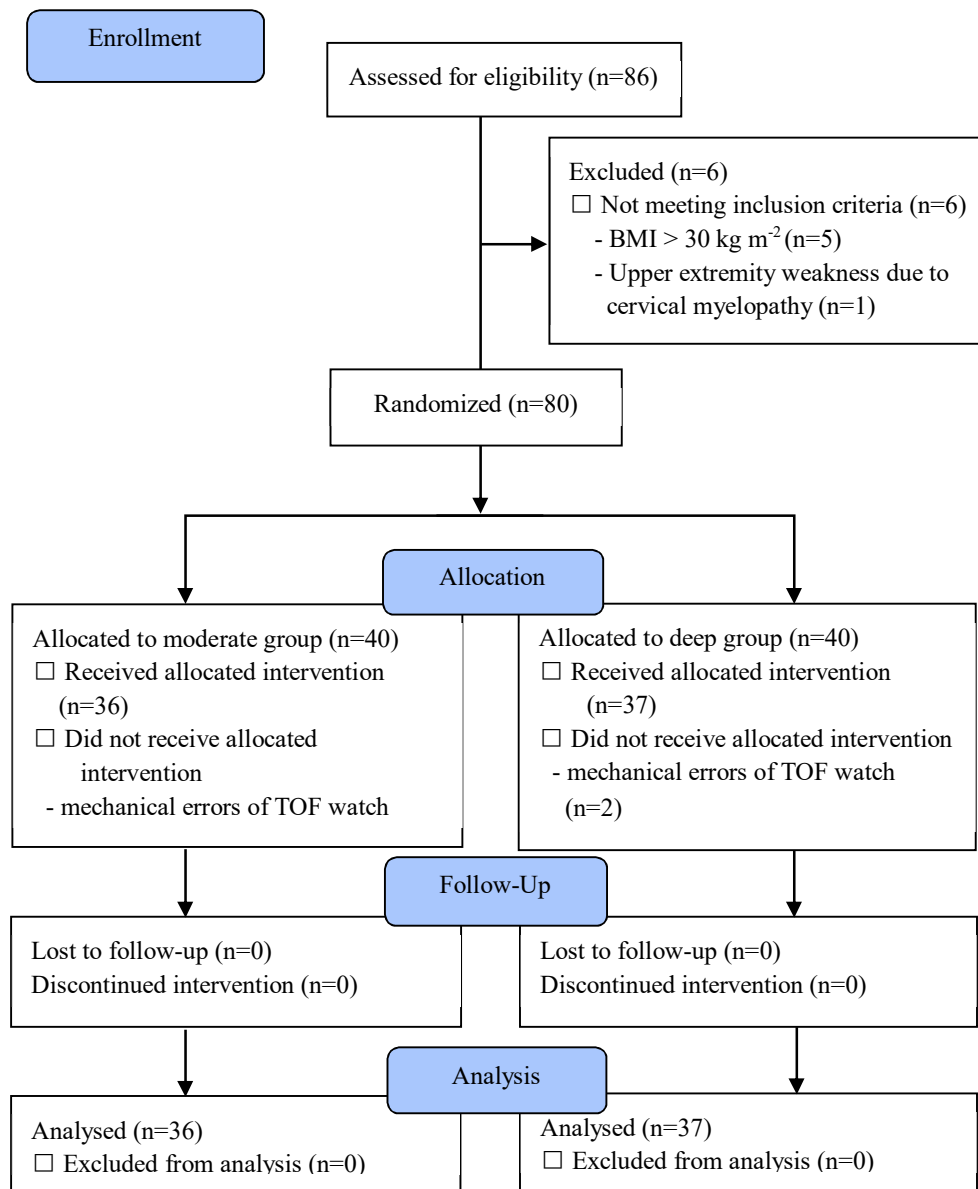 Enrollment
Assessed for eligibility (n=86)
Excluded (n=6)
☐ Not meeting inclusion criteria (n=6)
- BMI > 30 kg m⁻² (n=5)
- Upper extremity weakness due to
cervical myelopathy (n=1)
Randomized (n=80)
Allocation
Allocated to moderate group (n=40)
☐ Received allocated intervention
(n=36)
☐ Did not receive allocated
intervention
- mechanical errors of TOF watch
Allocated to deep group (n=40)
☐ Received allocated intervention
(n=37)
☐ Did not receive allocated intervention
- mechanical errors of TOF watch
(n=2)
Follow-Up
Lost to follow-up (n=0)
Discontinued intervention (n=0)
Lost to follow-up (n=0)
Discontinued intervention (n=0)
Analysis
Analysed (n=36)
☐ Excluded from analysis (n=0)
Analysed (n=37)
☐ Excluded from analysis (n=0)